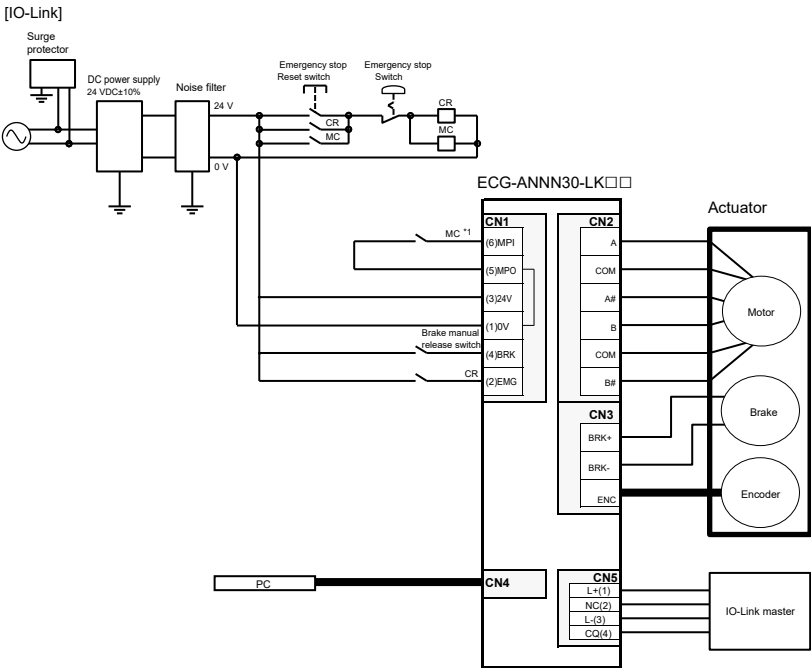 [IO-Link]
Surge
protector
DC power supply
24 VDC±10%
Noise filter
24 V
0 V
Emergency stop
Reset switch
Emergency stop
Switch
CR
MC
CR
MC
ECG-ANNN30-LK□□
Actuator
CN1
MC *1
(6)MPI
(5)MPO
(3)24V
(1)0V
Brake manual
release switch
(4)BRK
CR
(2)EMG
CN2
A
COM
A#
B
COM
B#
Motor
CN3
BRK+
BRK-
ENC
Brake
Encoder
PC
CN4
CN5
L+(1)
NC(2)
L-(3)
CQ(4)
IO-Link master